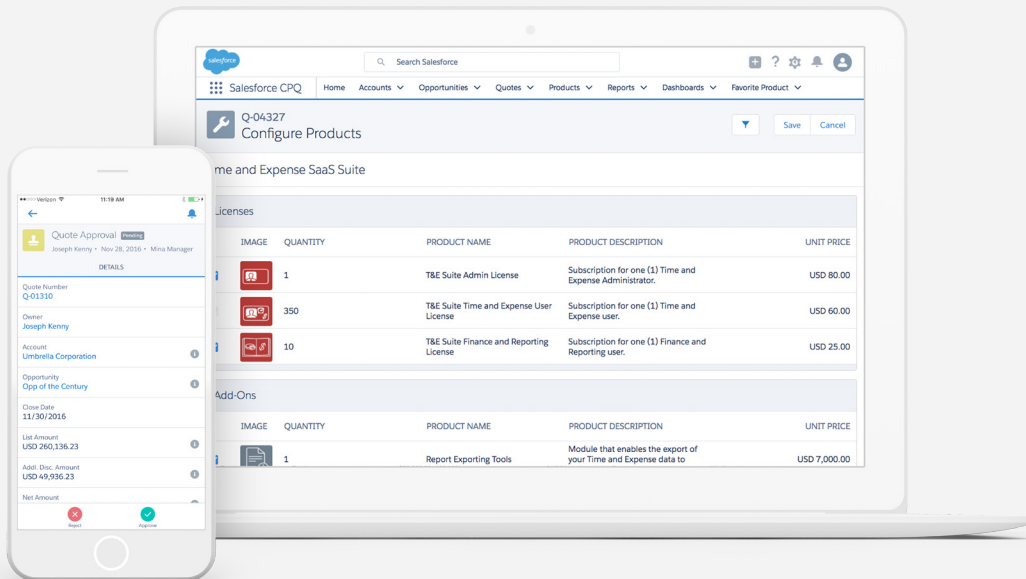 salesforce
Search Salesforce
Salesforce CPQ Home Accounts Opportunities Quotes Products Reports Dashboards Favorite Product
Q-04327
Configure Products
Save Cancel
me and Expense SaaS Suite
icenses
IMAGE QUANTITY PRODUCT NAME PRODUCT DESCRIPTION UNIT PRICE
1 T&E Suite Admin License Subscription for one (1) Time and USD 80.00
Expense Administrator.
350 T&E Suite Time and Expense User Subscription for one (1) Time and USD 60.00
License Expense user.
10 T&E Suite Finance and Reporting Subscription for one (1) Finance and USD 25.00
License Reporting user.
Add-Ons
IMAGE QUANTITY PRODUCT NAME PRODUCT DESCRIPTION UNIT PRICE
1 Report Exporting Tools Module that enables the export of USD 7,000.00
your Time and Expense data to
Verizon 11:19 AM
Quote Approval Pending
Joseph Kenny • Nov 28, 2016 • Mina Manager
DETAILS
Quote Number
Q-01310
Owner
Joseph Kenny
Account
Umbrella Corporation
Opportunity
Opp of the Century
Close Date
11/30/2016
List Amount
USD 260,136.23
Addl. Disc. Amount
USD 49,936.23
Net Amount
Reject Approve